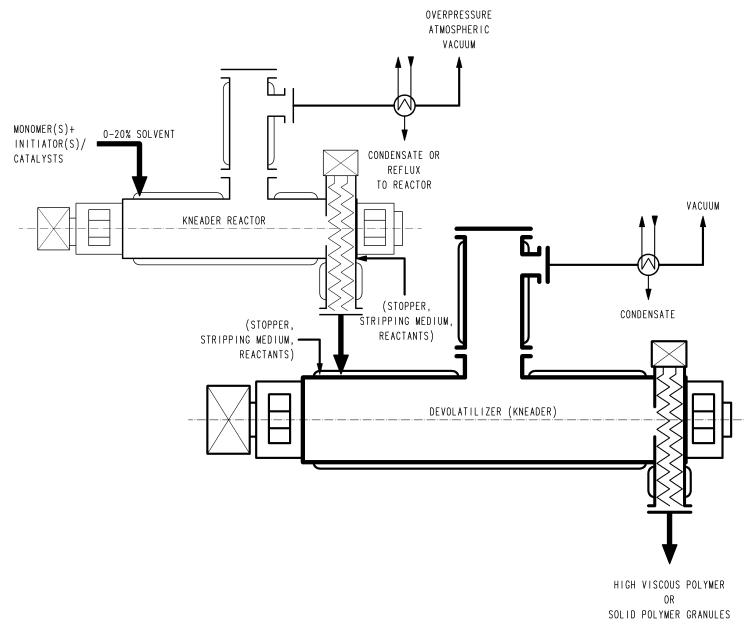 OVERPRESSURE
ATMOSPHERIC
VACUUM
MONOMER(S)+
INITIATOR(S)/
CATALYSTS
0-20% SOLVENT
CONDENSATE OR
REFLUX
TO REACTOR
KNEADER REACTOR
VACUUM
(STOPPER,
STRIPPING MEDIUM,
REACTANTS)
CONDENSATE
(STOPPER,
STRIPPING MEDIUM,
REACTANTS)
DEVOLATILIZER (KNEADER)
HIGH VISCOUS POLYMER
OR
SOLID POLYMER GRANULES